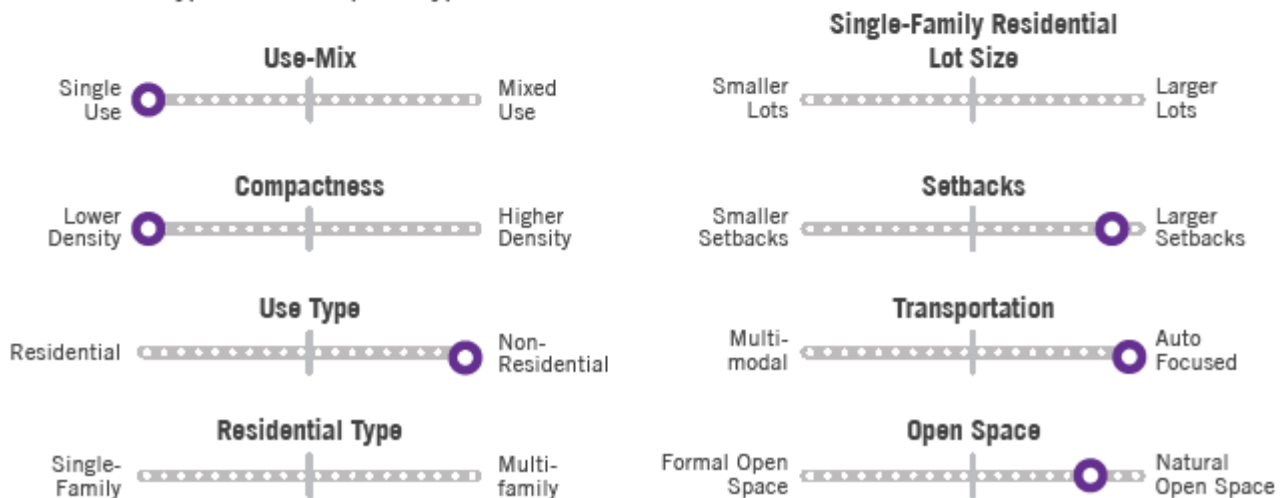 Use-Mix
Single
Use
Mixed
Use
Compactness
Lower
Density
Higher
Density
Use Type
Residential
Non-
Residential
Residential Type
Single-
Family
Multi-
family
Single-Family Residential
Lot Size
Smaller
Lots
Larger
Lots
Setbacks
Smaller
Setbacks
Larger
Setbacks
Transportation
Multi-
modal
Auto
Focused
Open Space
Formal Open
Space
Natural
Open Space